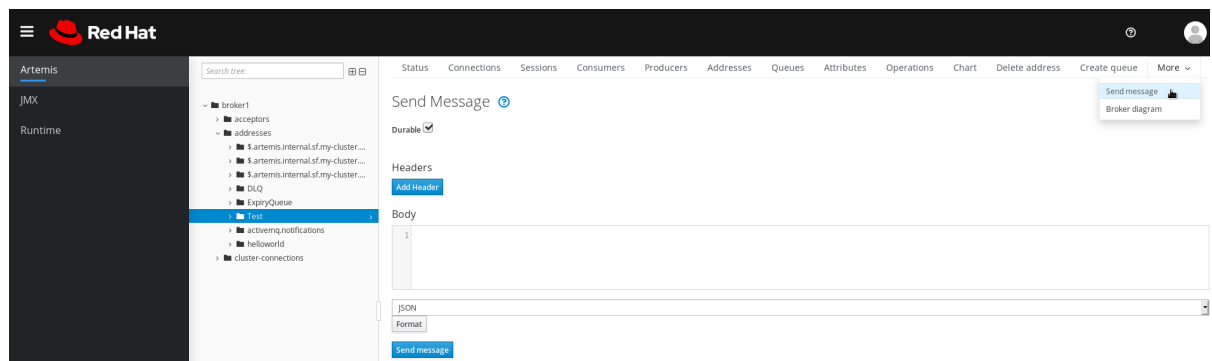 Red Hat
Artemis
JMX
Runtime
Search tree:
broker1
acceptors
addresses
$.artemis.internal.sf.my-cluster....
$.artemis.internal.sf.my-cluster....
$.artemis.internal.sf.my-cluster....
DLQ
ExpiryQueue
Test
activemq.notifications
helloworld
cluster-connections
Status Connections Sessions Consumers Producers Addresses Queues Attributes Operations Chart Delete address Create queue More
Send message
Broker diagram
Send Message
Durable
Headers
Add Header
Body
1
JSON
Format
Send message